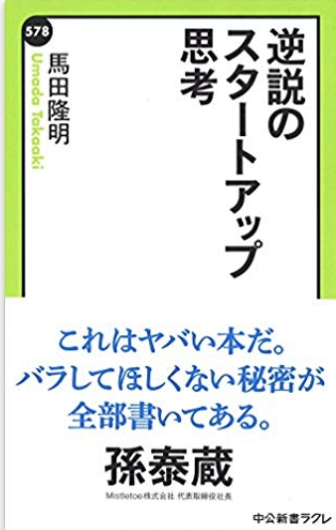 578
馬田隆明
Umada Takaaki
逆説の
スタートアップ
思考
これはヤバい本だ。
バラしてほしくない秘密が
全部書いてある。
孫泰蔵
Mistletoe株式会社 代表取締役社長
中公新書ラクレ